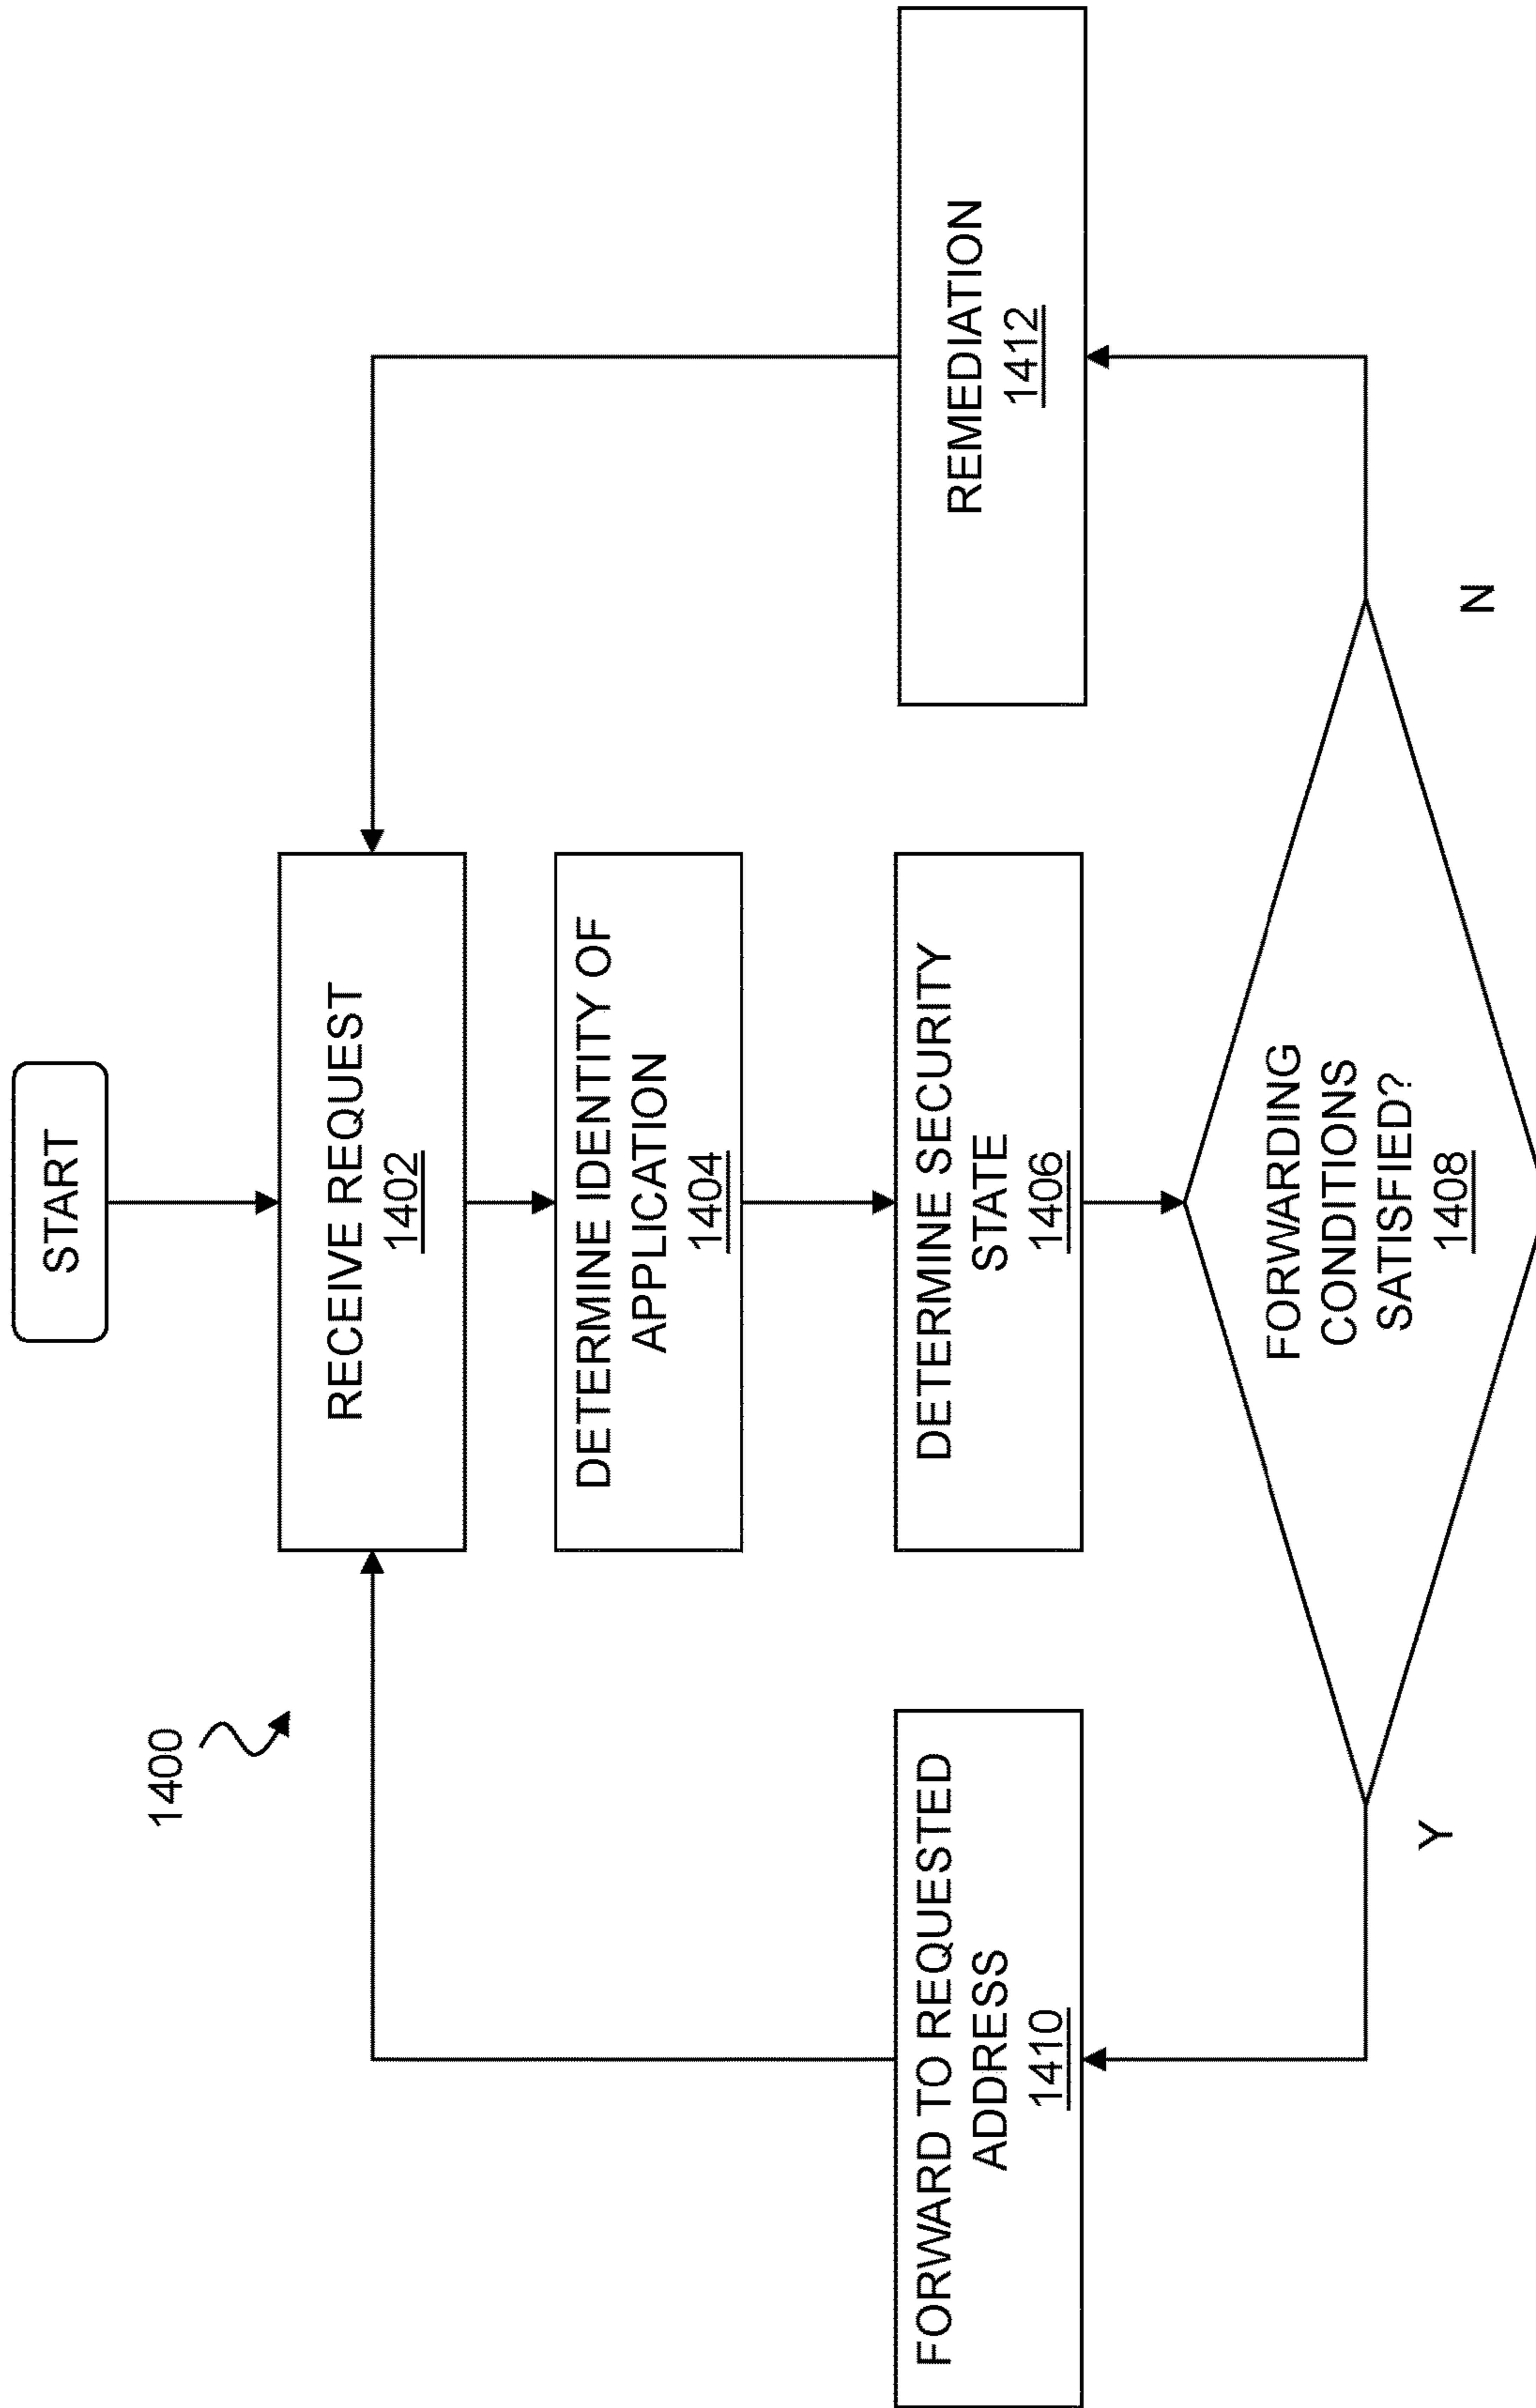 1400
START
RECEIVE REQUEST
1402
DETERMINE IDENTITY OF
APPLICATION
1404
DETERMINE SECURITY
STATE
1406
FORWARDING
CONDITIONS
SATISFIED?
1408
Y
N
FORWARD TO REQUESTED
ADDRESS
1410
REMEDIATION
1412